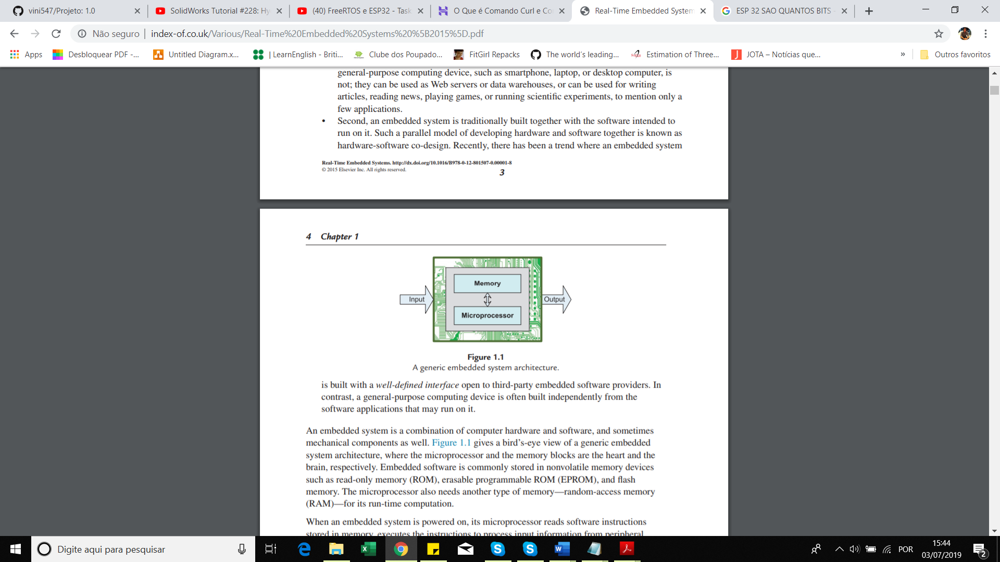 vini547/Projeto: 1.0
SolidWorks Tutorial #228: Hy
(40) FreeRTOS e ESP32 - Task
O Que é Comando Curl e Co
Real-Time Embedded System
ESP 32 SAO QUANTOS BITS -
Não seguro | index-of.co.uk/Various/Real-Time%20Embedded%20Systems%20%5B2015%5D.pdf
Apps
Desbloquear PDF -...
Untitled Diagram.x...
| LearnEnglish - Briti...
Clube dos Poupado...
FitGirl Repacks
The world's leading...
Estimation of Three...
JOTA – Notícias que...
»
Outros favoritos
general-purpose computing device, such as smartphone, laptop, or desktop computer, is
not; they can be used as Web servers or data warehouses, or can be used for writing
articles, reading news, playing games, or running scientific experiments, to mention only a
few applications.
• Second, an embedded system is traditionally built together with the software intended to
run on it. Such a parallel model of developing hardware and software together is known as
hardware-software co-design. Recently, there has been a trend where an embedded system
Real-Time Embedded Systems. http://dx.doi.org/10.1016/B978-0-12-801507-0.00001-8
© 2015 Elsevier Inc. All rights reserved.
3
4 Chapter 1
Memory
Input
Output
Microprocessor
Figure 1.1
A generic embedded system architecture.
is built with a well-defined interface open to third-party embedded software providers. In
contrast, a general-purpose computing device is often built independently from the
software applications that may run on it.
An embedded system is a combination of computer hardware and software, and sometimes
mechanical components as well. Figure 1.1 gives a bird's-eye view of a generic embedded
system architecture, where the microprocessor and the memory blocks are the heart and the
brain, respectively. Embedded software is commonly stored in nonvolatile memory devices
such as read-only memory (ROM), erasable programmable ROM (EPROM), and flash
memory. The microprocessor also needs another type of memory—random-access memory
(RAM)—for its run-time computation.
When an embedded system is powered on, its microprocessor reads software instructions
stored in memory, executes the instructions to process input information from peripheral
Digite aqui para pesquisar
POR
15:44
03/07/2019
2